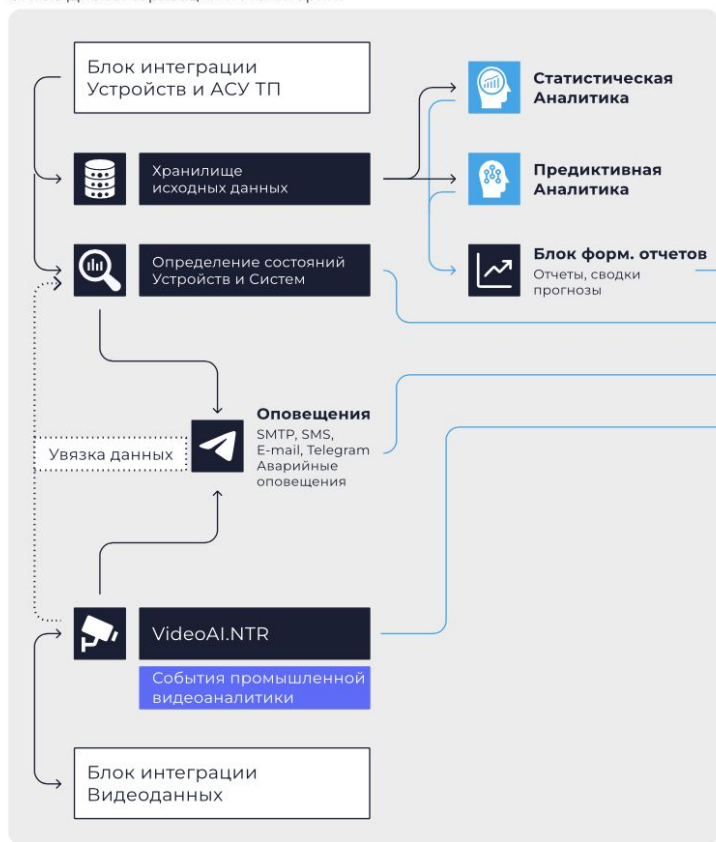 Блок интеграции
Устройств и АСУ ТП
Статистическая
Аналитика
Хранилище
исходных данных
Предиктивная
Аналитика
Определение состояний
Устройств и Систем
Блок форм. отчетов
Отчеты, сводки
прогнозы
Оповещения
SMTP, SMS,
E-mail, Telegram
Аварийные
оповещения
Увязка данных
VideoAI.NTR
События промышленной
видеоаналитики
Блок интеграции
Видеоданных